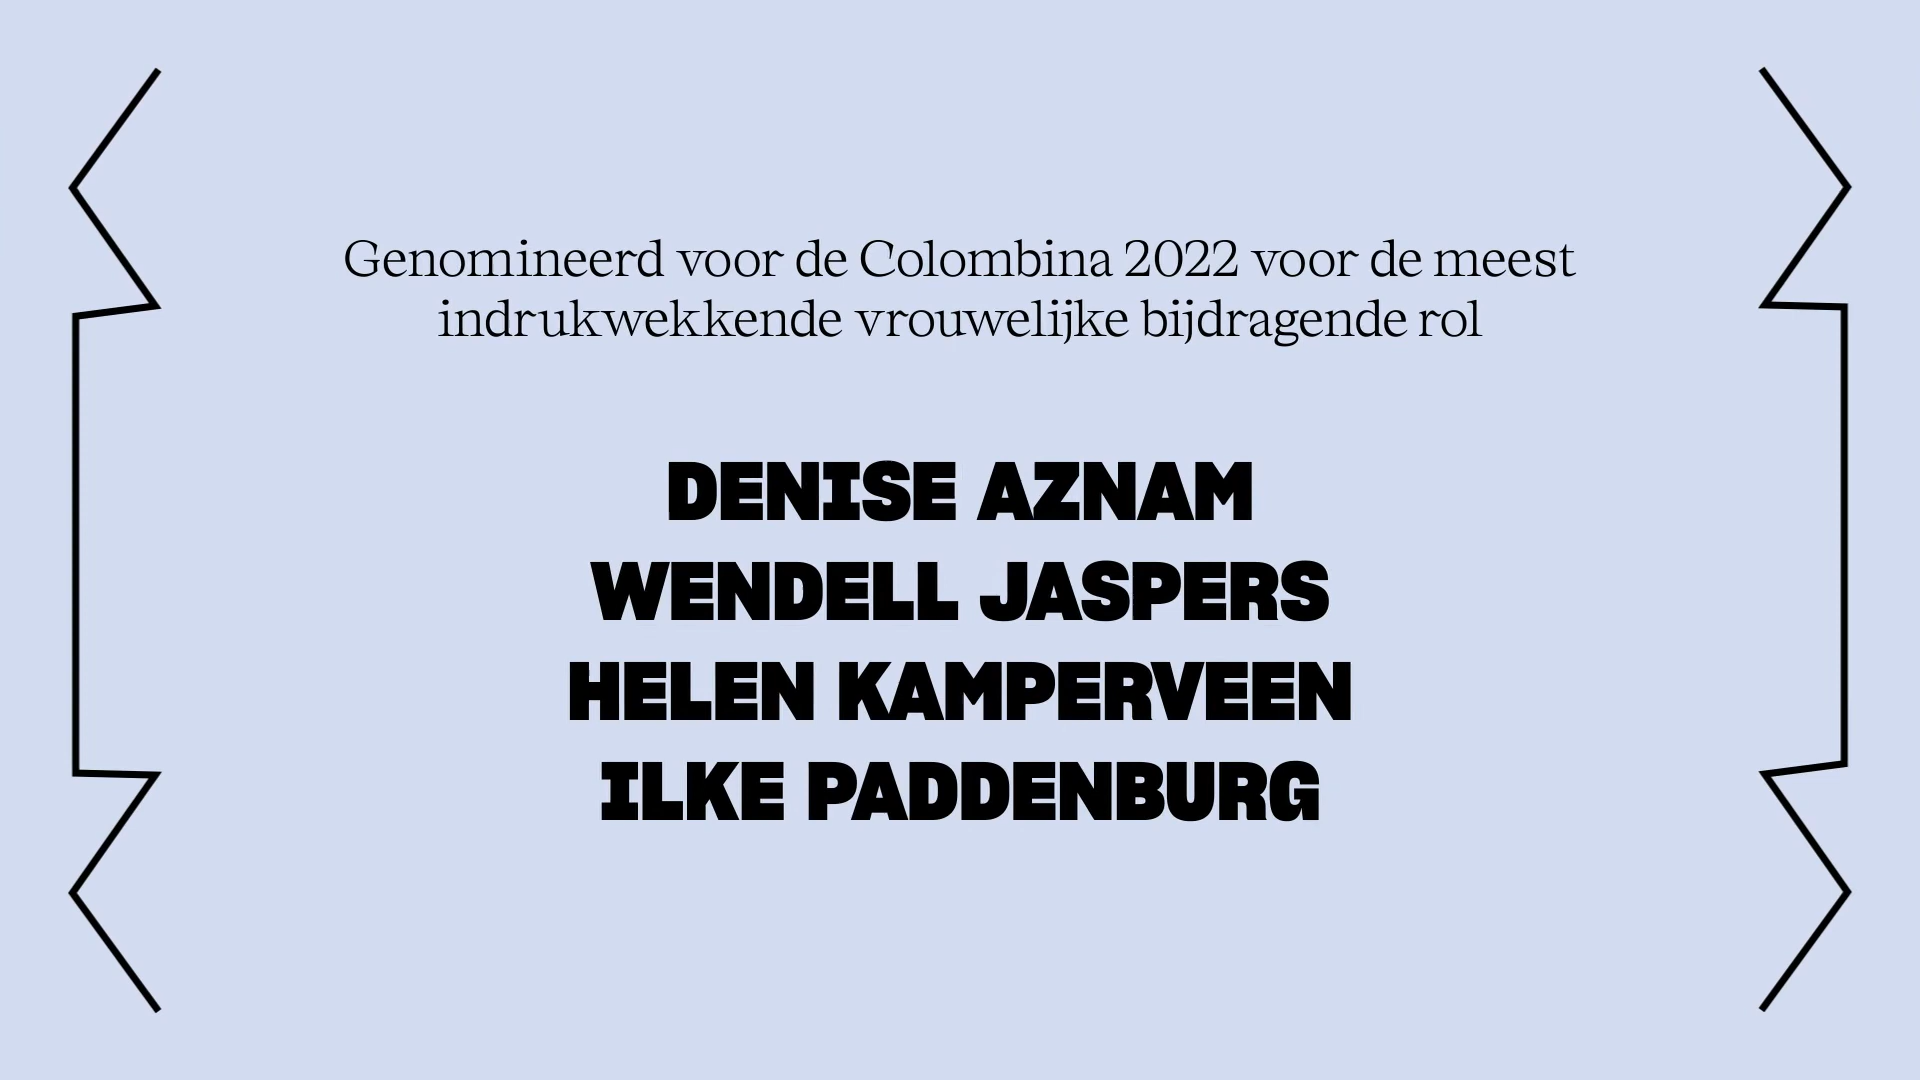 Genomineerd voor de Colombina 2022 voor de meest
indrukwekkende vrouwelijke bijdragende rol
DENISE AZNAM
WENDELL JASPERS
HELEN KAMPERVEEN
ILKE PADDENBURG